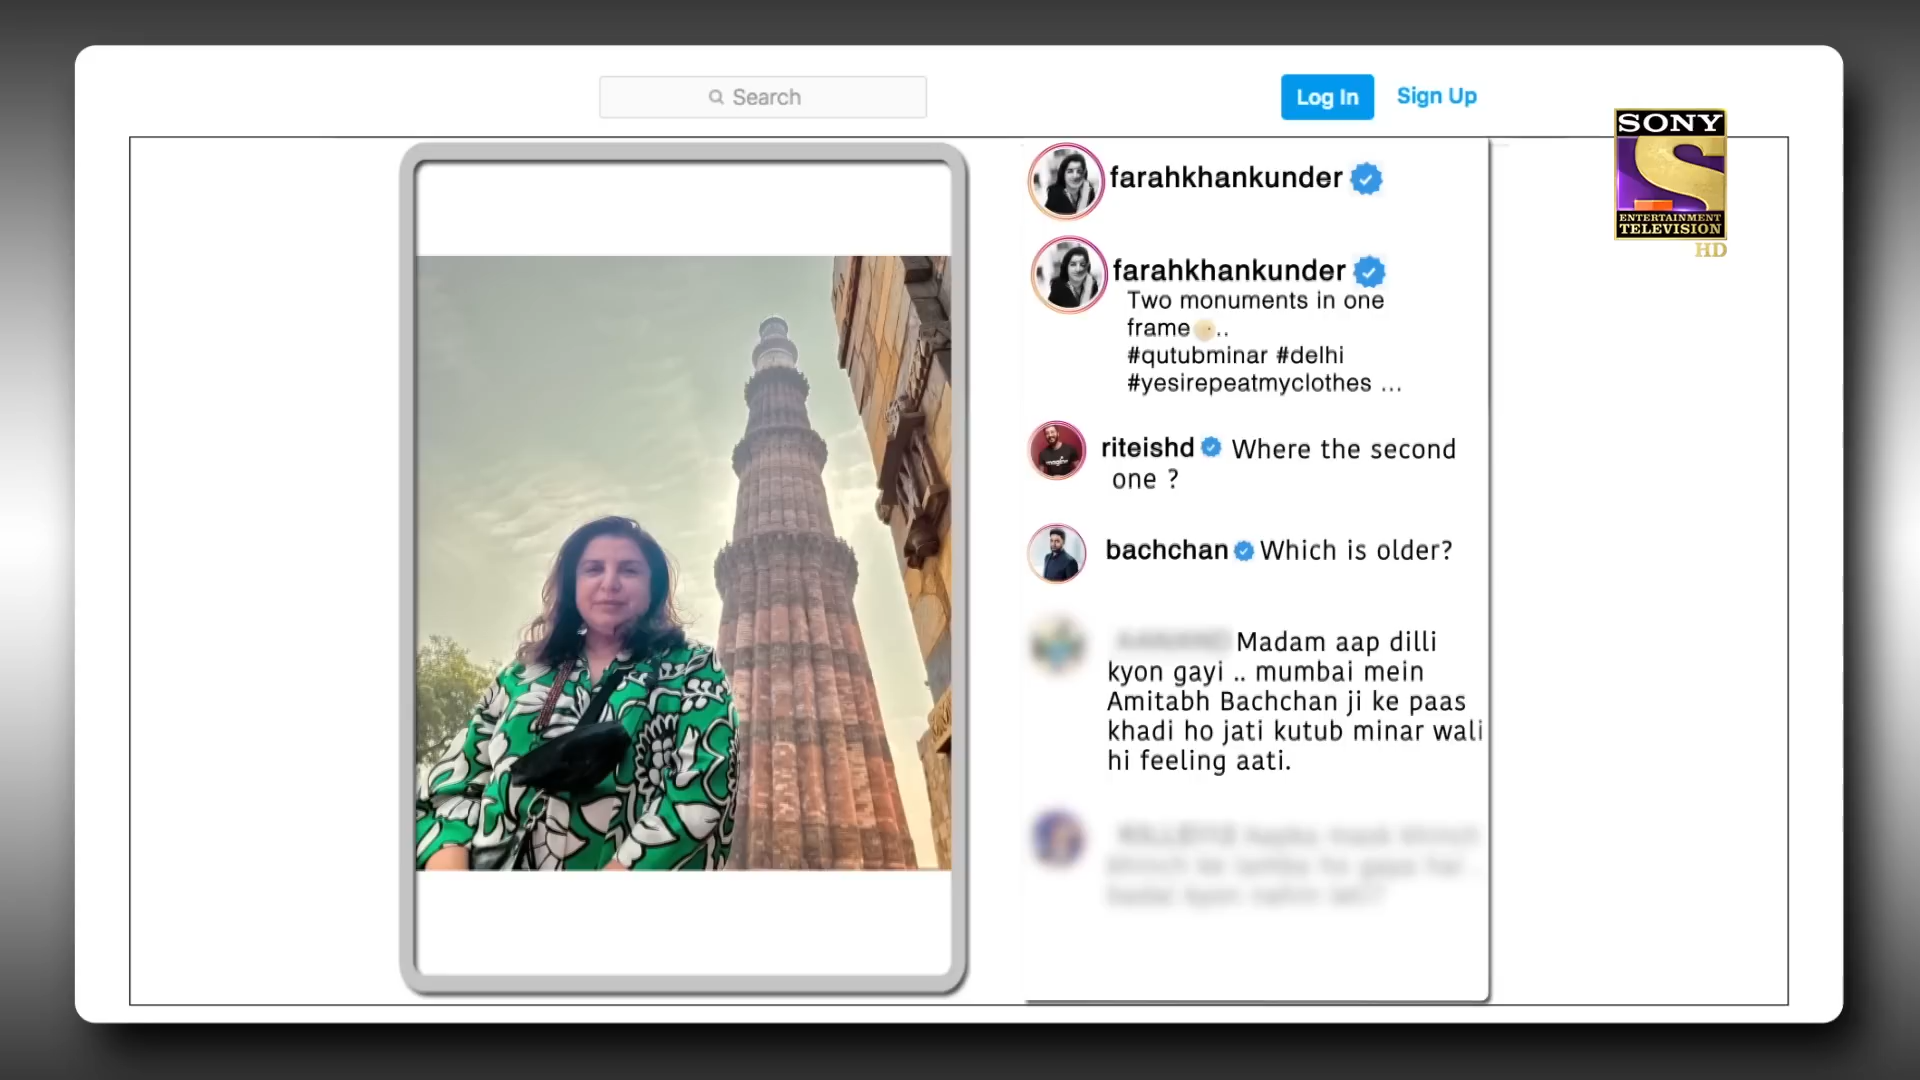 Search
Log In
Sign Up
SONY
ENTERTAINMENT
TELEVISION
HD
farahkhankunder
farahkhankunder
Two monuments in one
frame ..
#qutubminar #delhi
#yesirepeatmyclothes ...
riteishd Where the second
one ?
bachchan Which is older?
Madam aap dilli
kyon gayi .. mumbai mein
Amitabh Bachchan ji ke paas
khadi ho jati kutub minar wali
hi feeling aati.